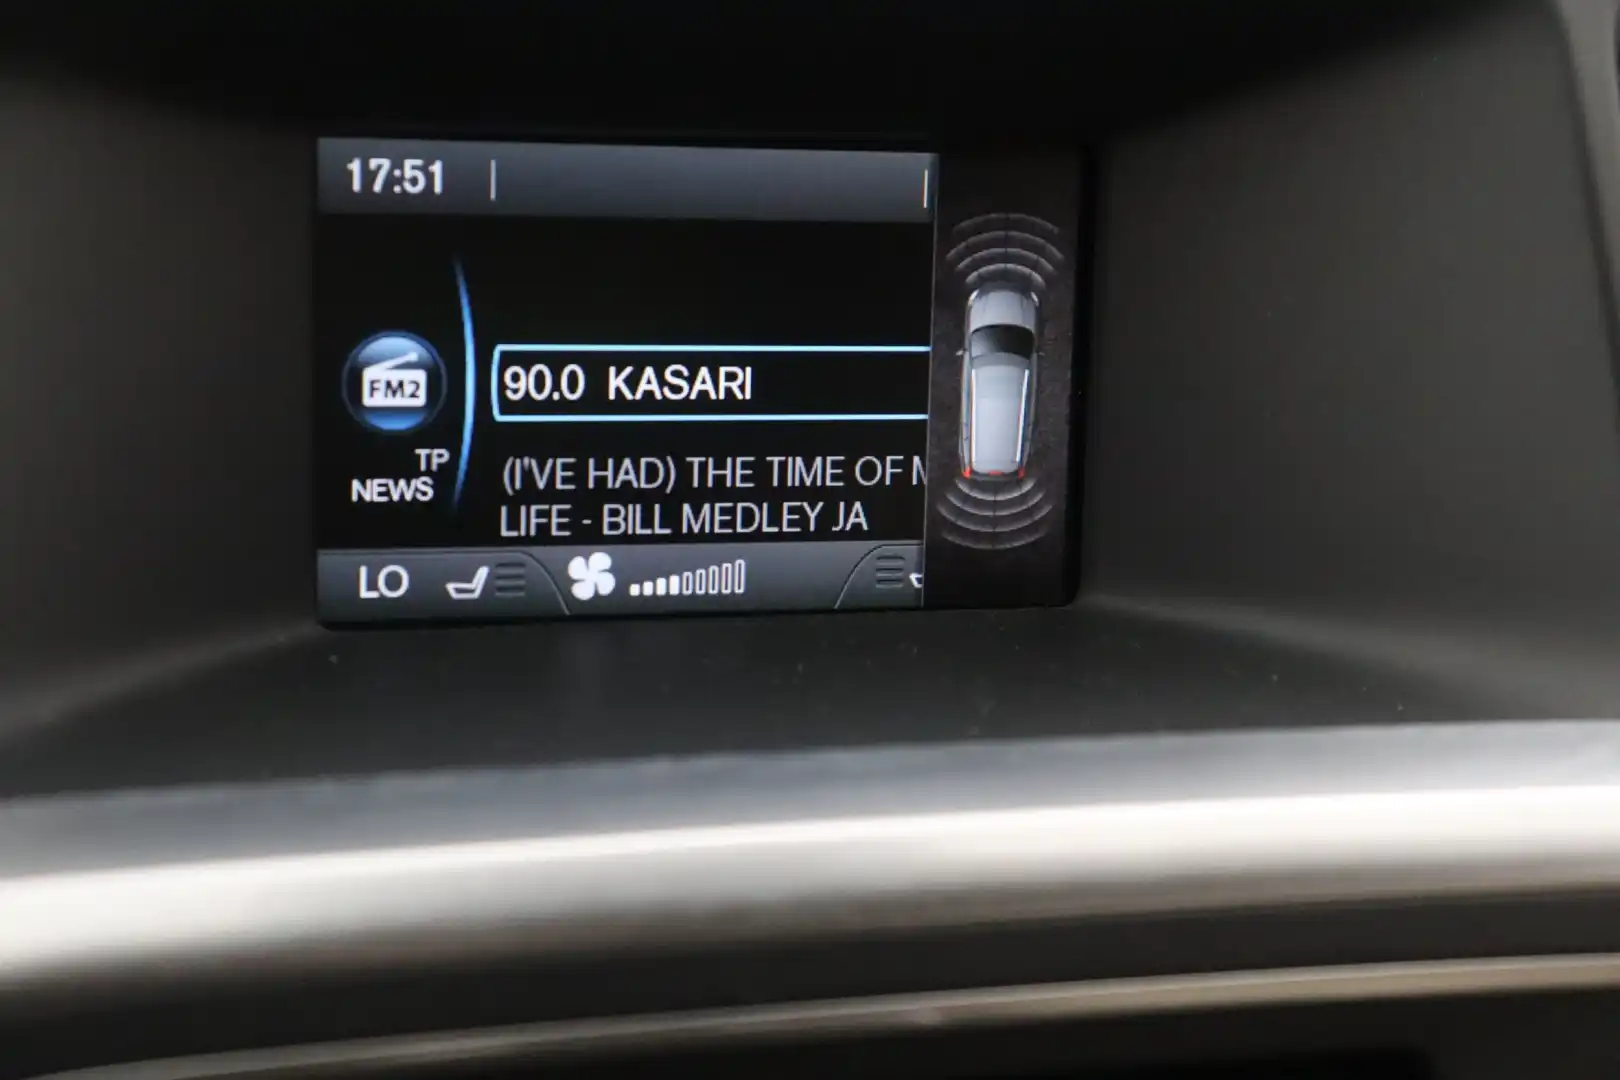 17:51
90.0 KASARI
FM2
TP
NEWS
(I'VE HAD) THE TIME OF
LIFE - BILL MEDLEY JA
LO